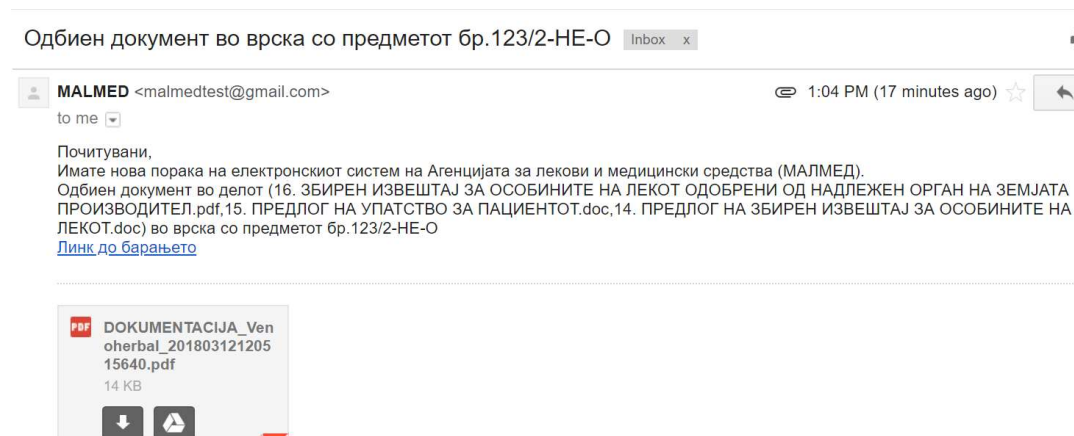 Одбиен документ во врска со предметот бр.123/2-НЕ-О Inbox x
MALMED <malmedtest@gmail.com> 1:04 PM (17 minutes ago)
to me
Почитувани,
Имате нова порака на електронскиот систем на Агенцијата за лекови и медицински средства (МАЛМЕД).
Одбиен документ во делот (16. ЗБИРЕН ИЗВЕШТАЈ ЗА ОСОБИНИТЕ НА ЛЕКОТ ОДОБРЕНИ ОД НАДЛЕЖЕН ОРГАН НА ЗЕМЈАТА
ПРОИЗВОДИТЕЛ.pdf,15. ПРЕДЛОГ НА УПАТСТВО ЗА ПАЦИЕНТОТ.doc,14. ПРЕДЛОГ НА ЗБИРЕН ИЗВЕШТАЈ ЗА ОСОБИНИТЕ НА
ЛЕКОТ.doc) во врска со предметот бр.123/2-НЕ-О
Линк до барањето
PDF DOKUMENTACIJA_Ven
oherbal_201803121205
15640.pdf
14 KB